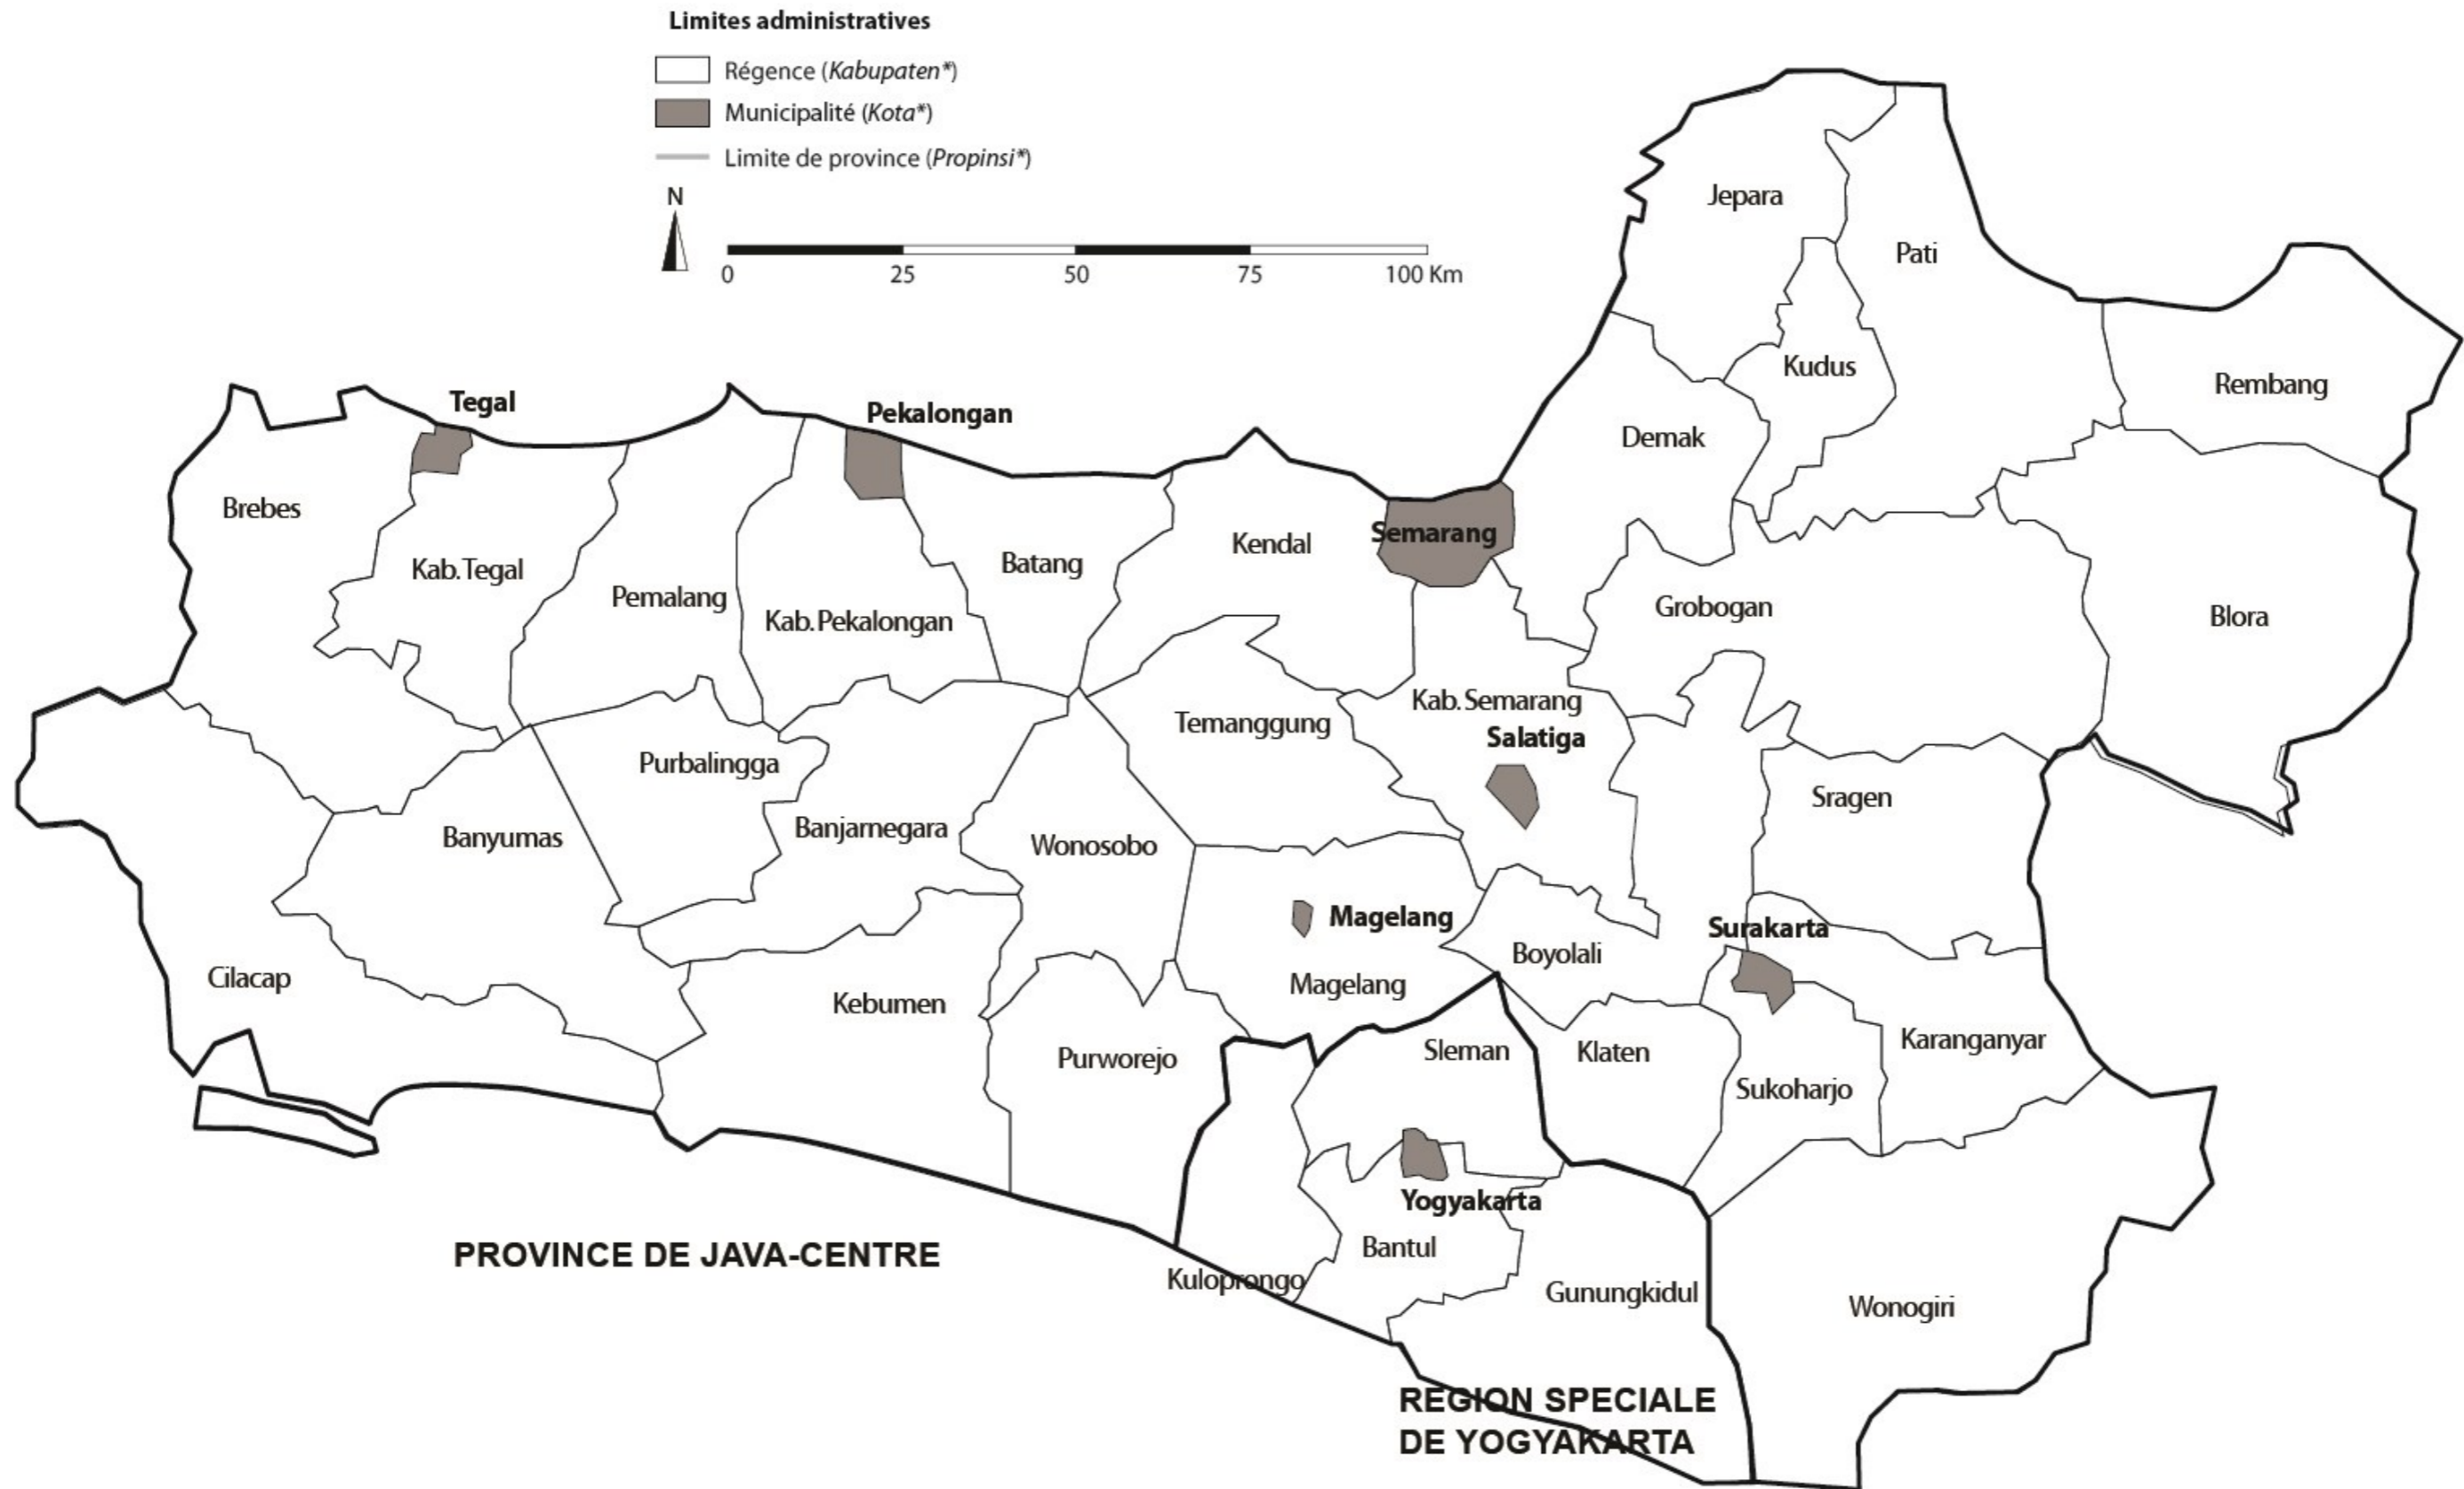 Limites administratives
Régence (Kabupaten*)
Municipalité (Kota*)
Limite de province (Propinsi*)
N
0 25 50 75 100 Km
Jepara
Pati
Kudus
Rembang
Tegal
Pekalongan
Demak
Brebes
Semarang
Kendal
Batang
Kab. Tegal
Pemalang
Kab. Pekalongan
Grobogan
Blora
Kab. Semarang
Temanggung
Salatiga
Purbalingga
Sragen
Banyumas
Banjarnegara
Wonosobo
Magelang
Surakarta
Boyolali
Cilacap
Magelang
Kebumen
Karanganyar
Sleman
Klaten
Purworejo
Sukoharjo
Yogyakarta
Bantul
PROVINCE DE JAVA-CENTRE
Kuloprongo
Gunungkidul
Wonogiri
REGION SPECIALE
DE YOGYAKARTA